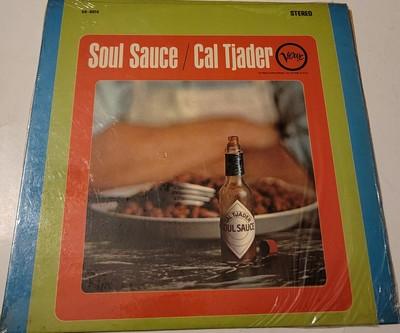 STEREO
Soul Sauce / Cal Tjader
Verve
CAL TJADER
SOUL SAUCE